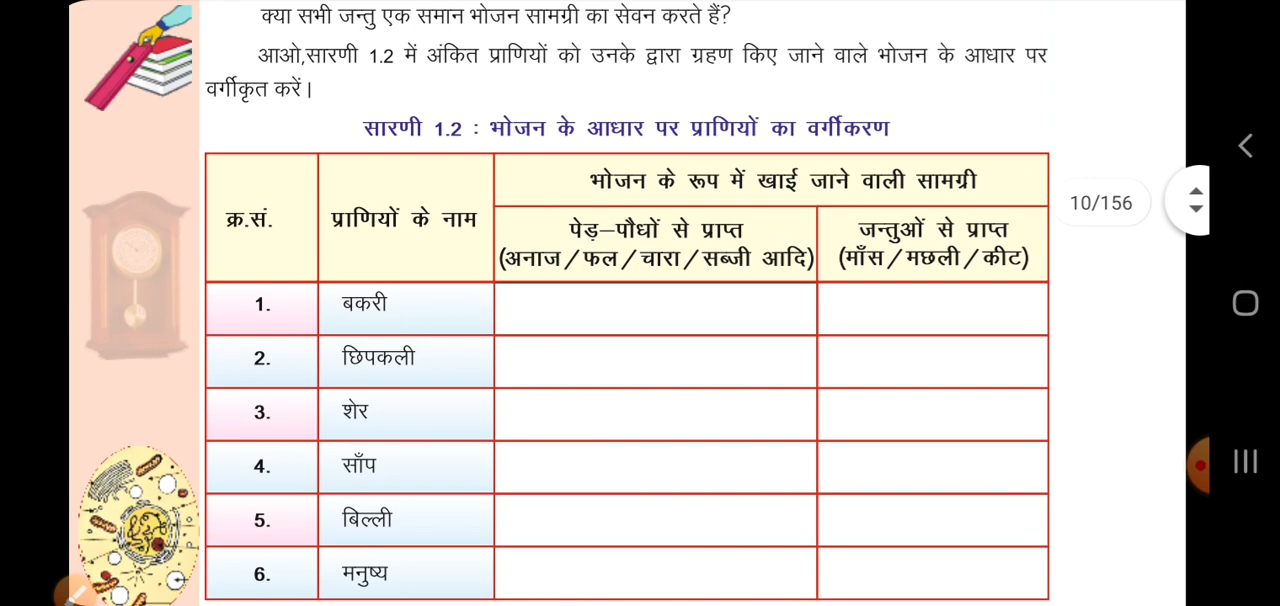 क्या सभी जन्तु एक समान भोजन सामग्री का सेवन करते हैं?
आओ,सारणी 1.2 में अंकित प्राणियों को उनके द्वारा ग्रहण किए जाने वाले भोजन के आधार पर
वर्गीकृत करें।
सारणी 1.2 : भोजन के आधार पर प्राणियों का वर्गीकरण
क्र.सं.
प्राणियों के नाम
भोजन के रूप में खाई जाने वाली सामग्री
पेड़–पौधों से प्राप्त
(अनाज/फल/चारा/सब्जी आदि)
जन्तुओं से प्राप्त
(माँस/मछली/कीट)
1. बकरी
2. छिपकली
3. शेर
4. साँप
5. बिल्ली
6. मनुष्य
10/156